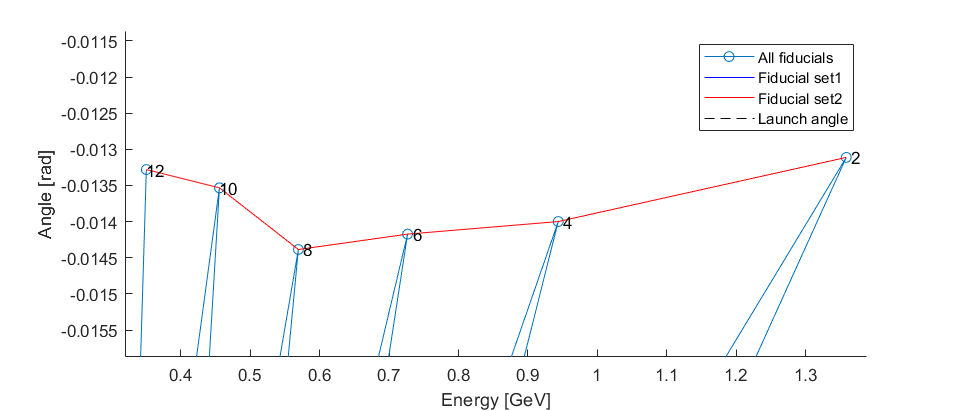 -0.0115
-0.012
-0.0125
-0.013
-0.0135
-0.014
-0.0145
-0.015
-0.0155
Angle [rad]
All fiducials
Fiducial set1
Fiducial set2
Launch angle
12
10
8
6
4
2
0.4 0.5 0.6 0.7 0.8 0.9 1 1.1 1.2 1.3
Energy [GeV]